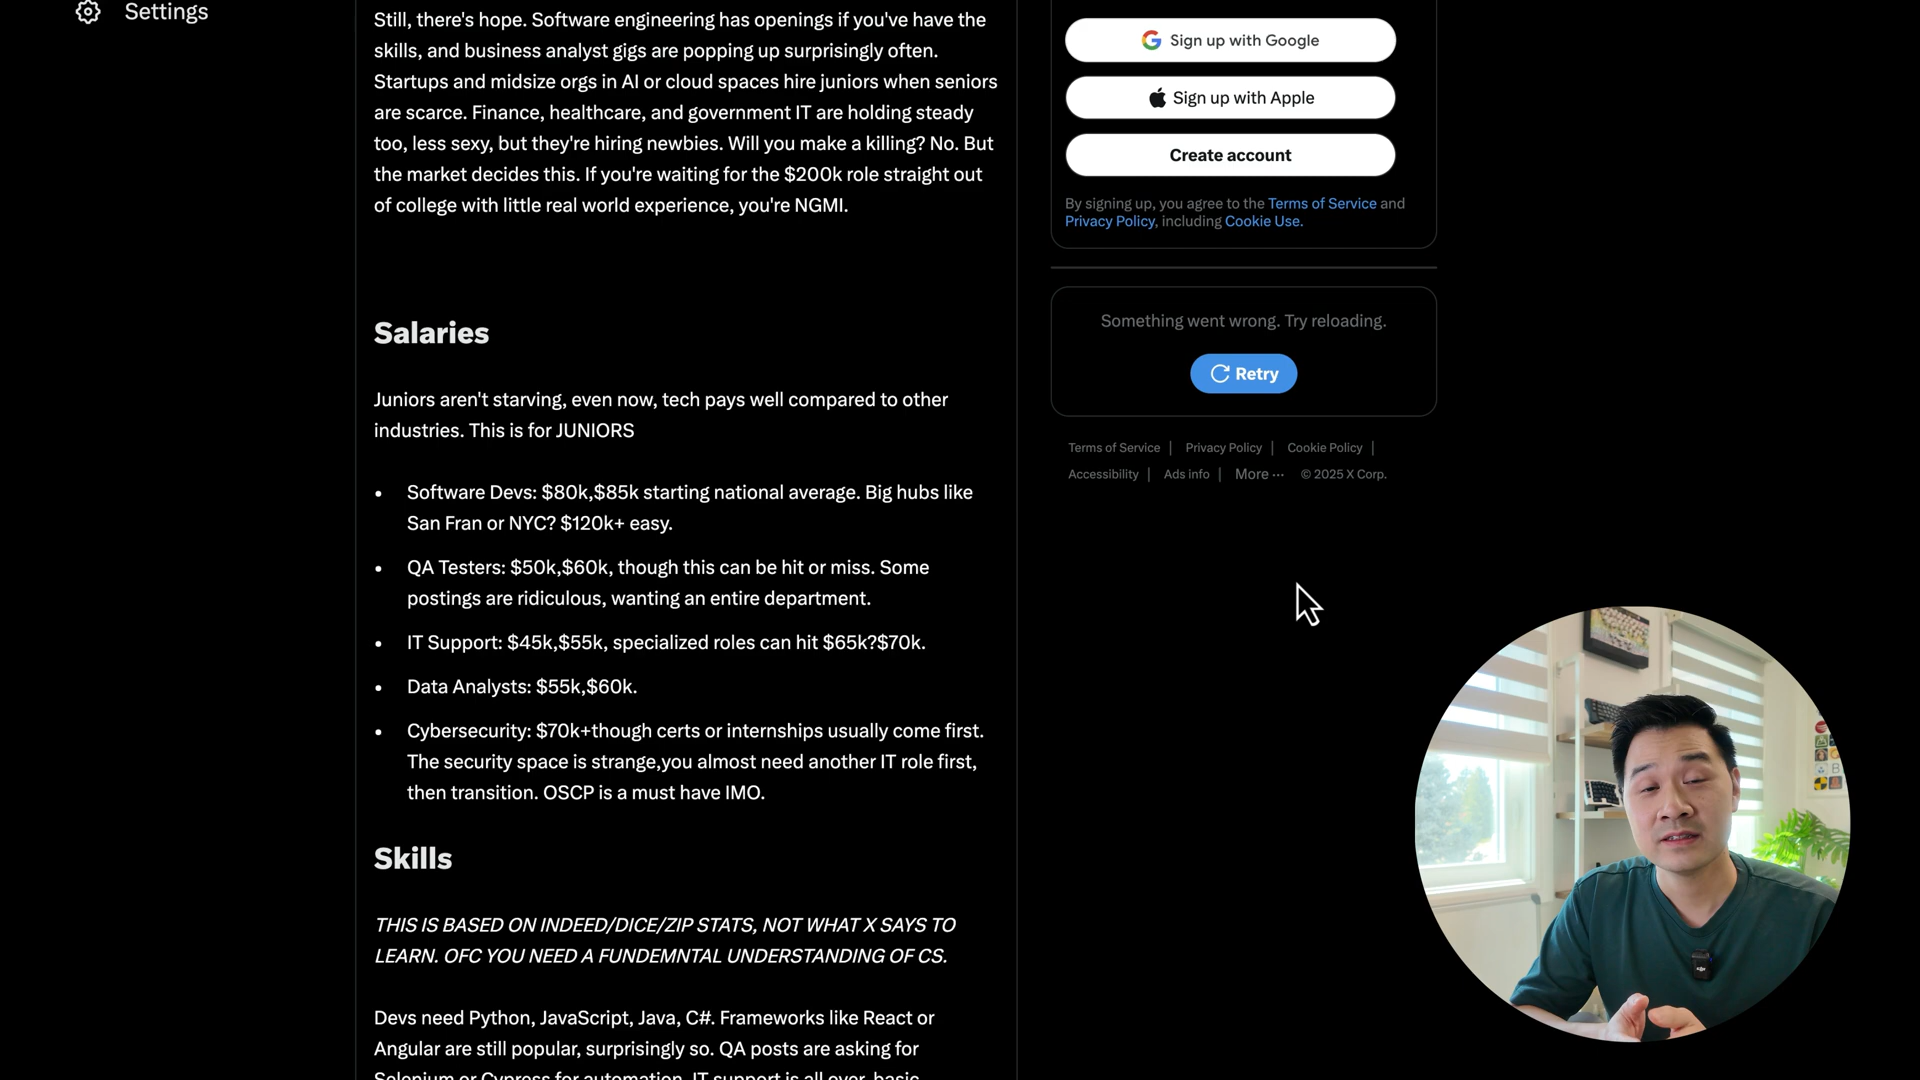 Settings
Still, there's hope. Software engineering has openings if you've have the
skills, and business analyst gigs are popping up surprisingly often.
Startups and midsize orgs in AI or cloud spaces hire juniors when seniors
are scarce. Finance, healthcare, and government IT are holding steady
too, less sexy, but they're hiring newbies. Will you make a killing? No. But
the market decides this. If you're waiting for the $200k role straight out
of college with little real world experience, you're NGMI.
Salaries
Juniors aren't starving, even now, tech pays well compared to other
industries. This is for JUNIORS
• Software Devs: $80k,$85k starting national average. Big hubs like
San Fran or NYC? $120k+ easy.
• QA Testers: $50k,$60k, though this can be hit or miss. Some
postings are ridiculous, wanting an entire department.
• IT Support: $45k,$55k, specialized roles can hit $65k?$70k.
• Data Analysts: $55k,$60k.
• Cybersecurity: $70k+though certs or internships usually come first.
The security space is strange,you almost need another IT role first,
then transition. OSCP is a must have IMO.
Skills
THIS IS BASED ON INDEED/DICE/ZIP STATS, NOT WHAT X SAYS TO
LEARN. OFC YOU NEED A FUNDEMNTAL UNDERSTANDING OF CS.
Devs need Python, JavaScript, Java, C#. Frameworks like React or
Angular are still popular, surprisingly so. QA posts are asking for
Selenium or Cypress for automation. IT support is all over, basic
Sign up with Google
Sign up with Apple
Create account
By signing up, you agree to the Terms of Service and
Privacy Policy, including Cookie Use.
Something went wrong. Try reloading.
Retry
Terms of Service | Privacy Policy | Cookie Policy |
Accessibility | Ads info | More ··· © 2025 X Corp.